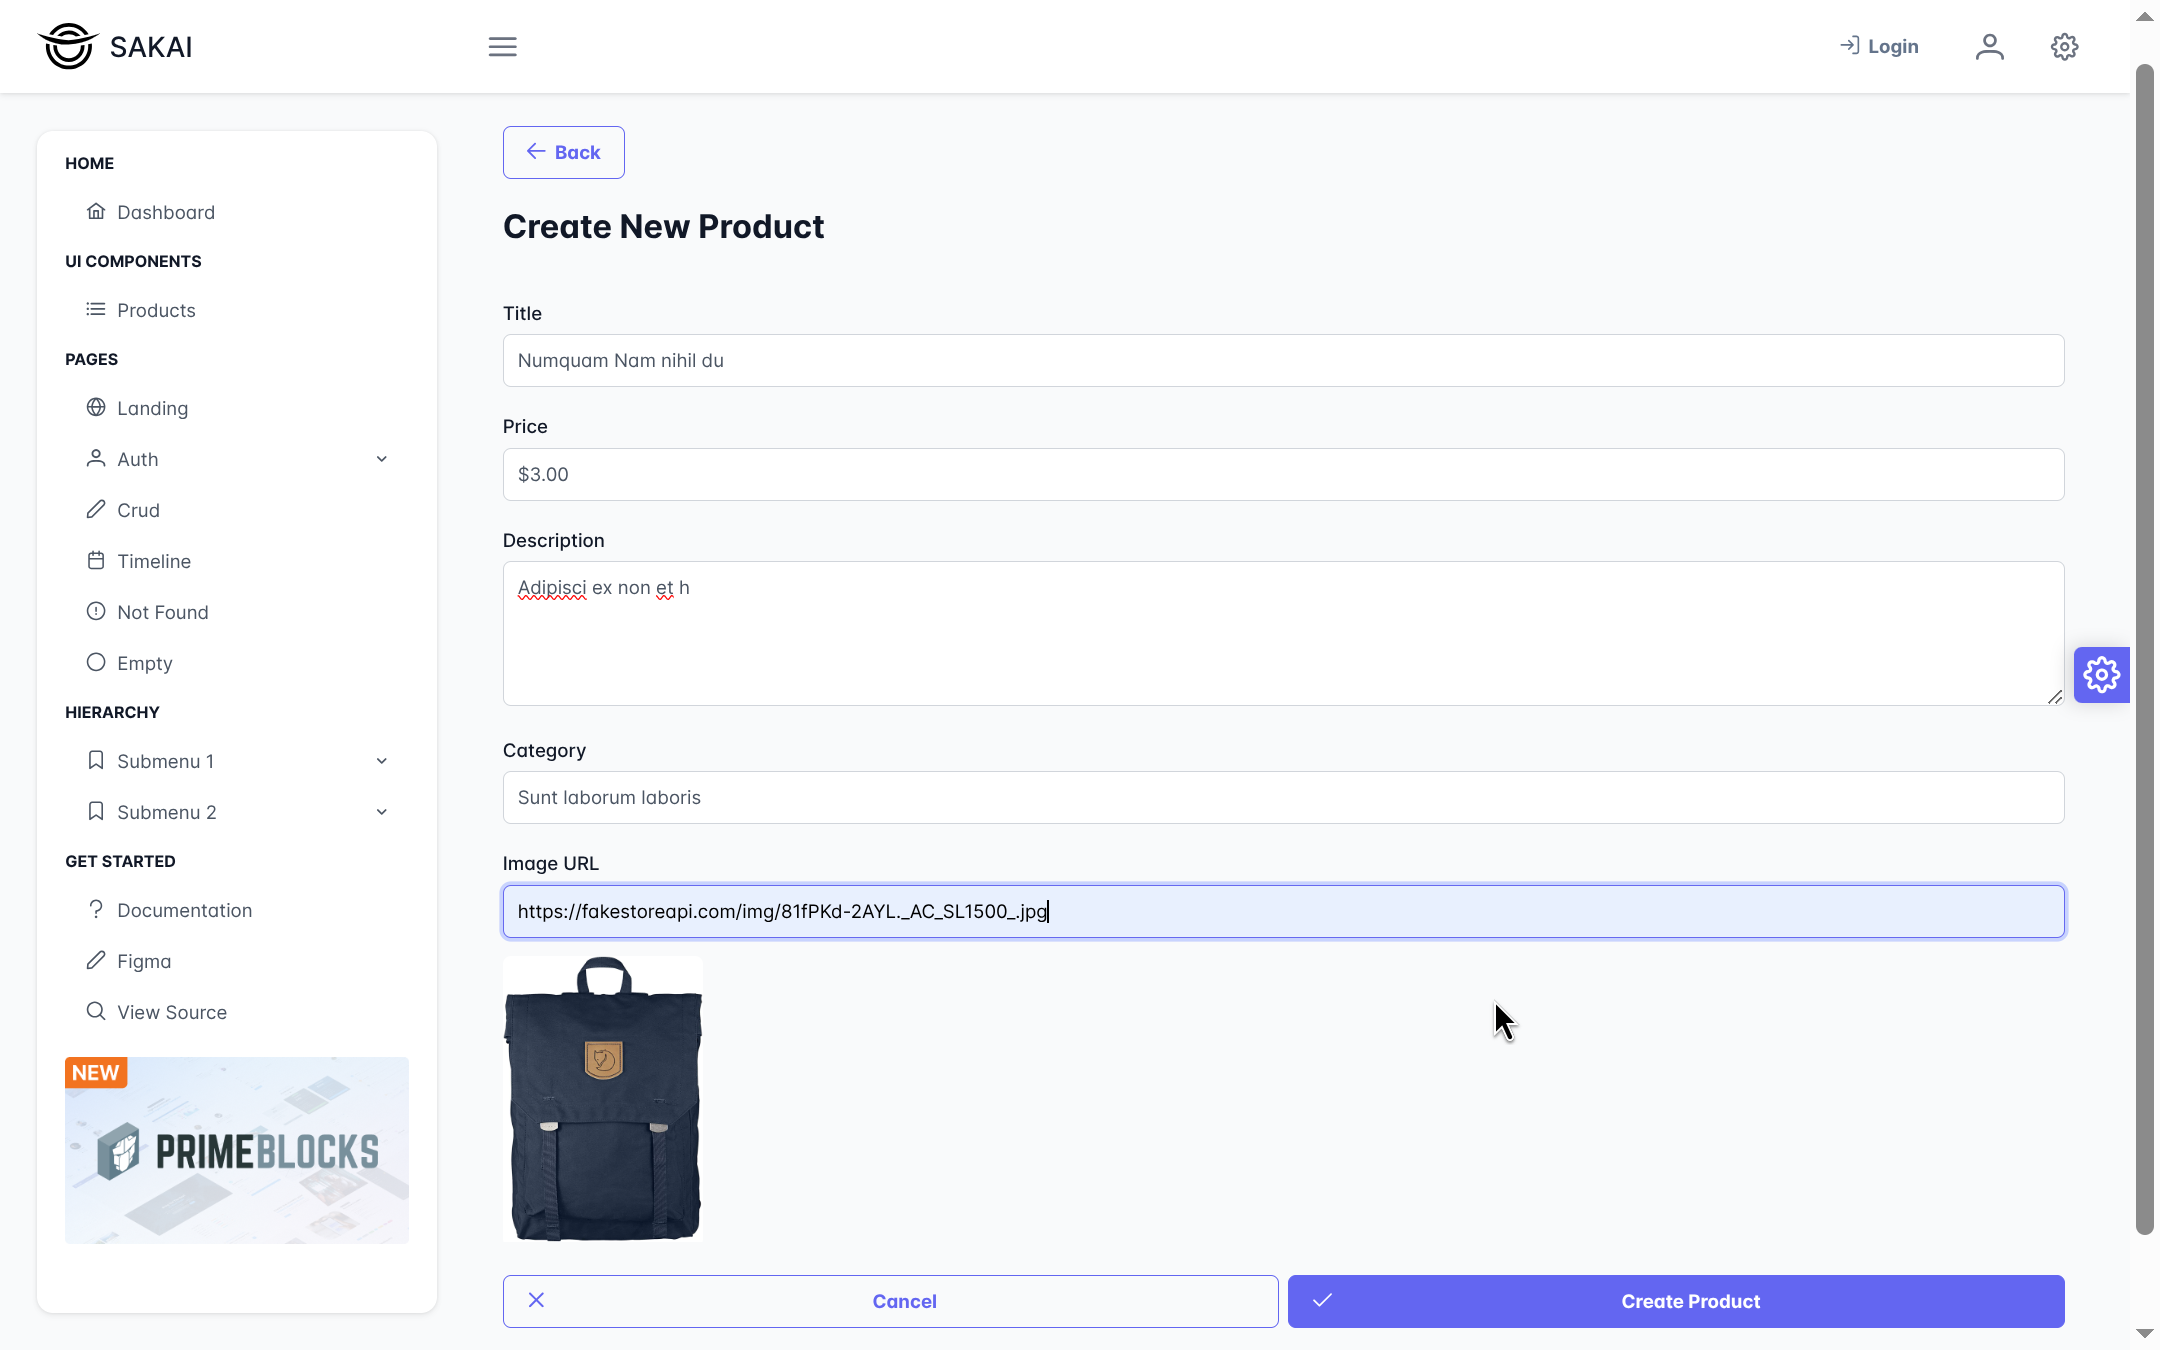 SAKAI
Login
HOME
Dashboard
UI COMPONENTS
Products
PAGES
Landing
Auth
Crud
Timeline
Not Found
Empty
HIERARCHY
Submenu 1
Submenu 2
GET STARTED
Documentation
Figma
View Source
NEW
PRIMEBLOCKS
Back
Create New Product
Title
Numquam Nam nihil du
Price
$3.00
Description
Adipisci ex non et h
Category
Sunt laborum laboris
Image URL
https://fakestoreapi.com/img/81fPKd-2AYL._AC_SL1500_.jpg
Cancel
Create Product